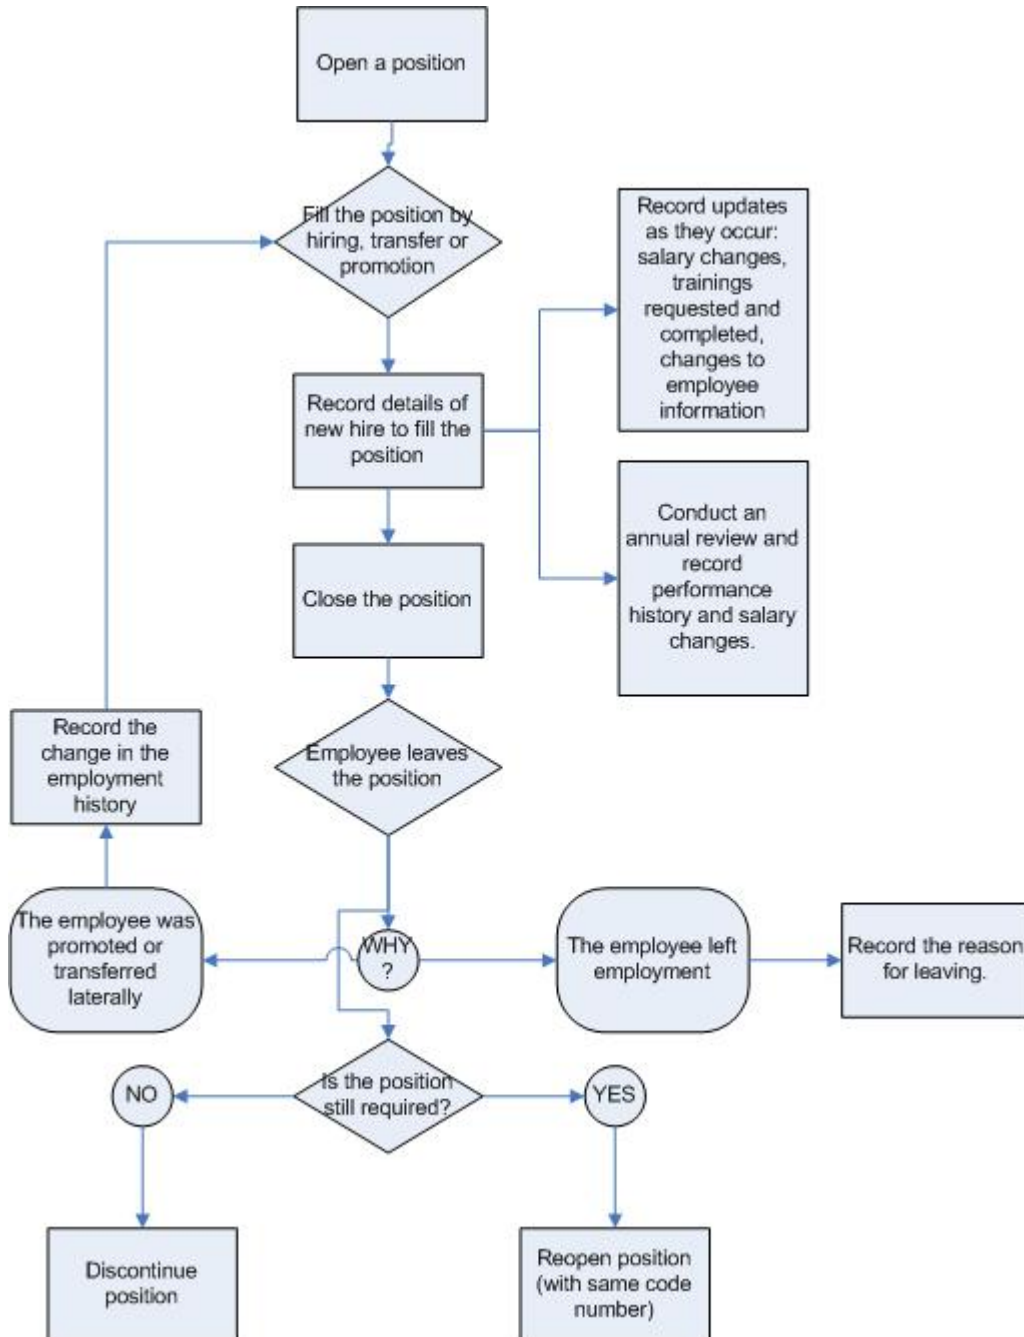 Open a position
Fill the position by
hiring, transfer or
promotion
Record updates
as they occur:
salary changes,
trainings
requested and
completed,
changes to
employee
information
Record details of
new hire to fill the
position
Conduct an
annual review and
record
performance
history and salary
changes.
Close the position
Record the
change in the
employment
history
Employee leaves
the position
The employee was
promoted or
transferred
laterally
WHY
?
The employee left
employment
Record the reason
for leaving.
Is the position
still required?
NO
YES
Discontinue
position
Reopen position
(with same code
number)